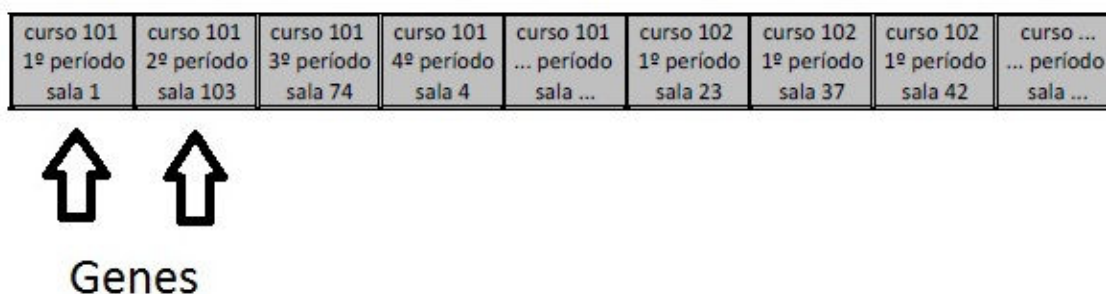 curso 101 curso 101 curso 101 curso 101 curso 101 curso 102 curso 102 curso 102 curso ...
1º período 2º período 3º período 4º período ... período 1º período 1º período 1º período ... período
sala 1 sala 103 sala 74 sala 4 sala ... sala 23 sala 37 sala 42 sala ...
Genes